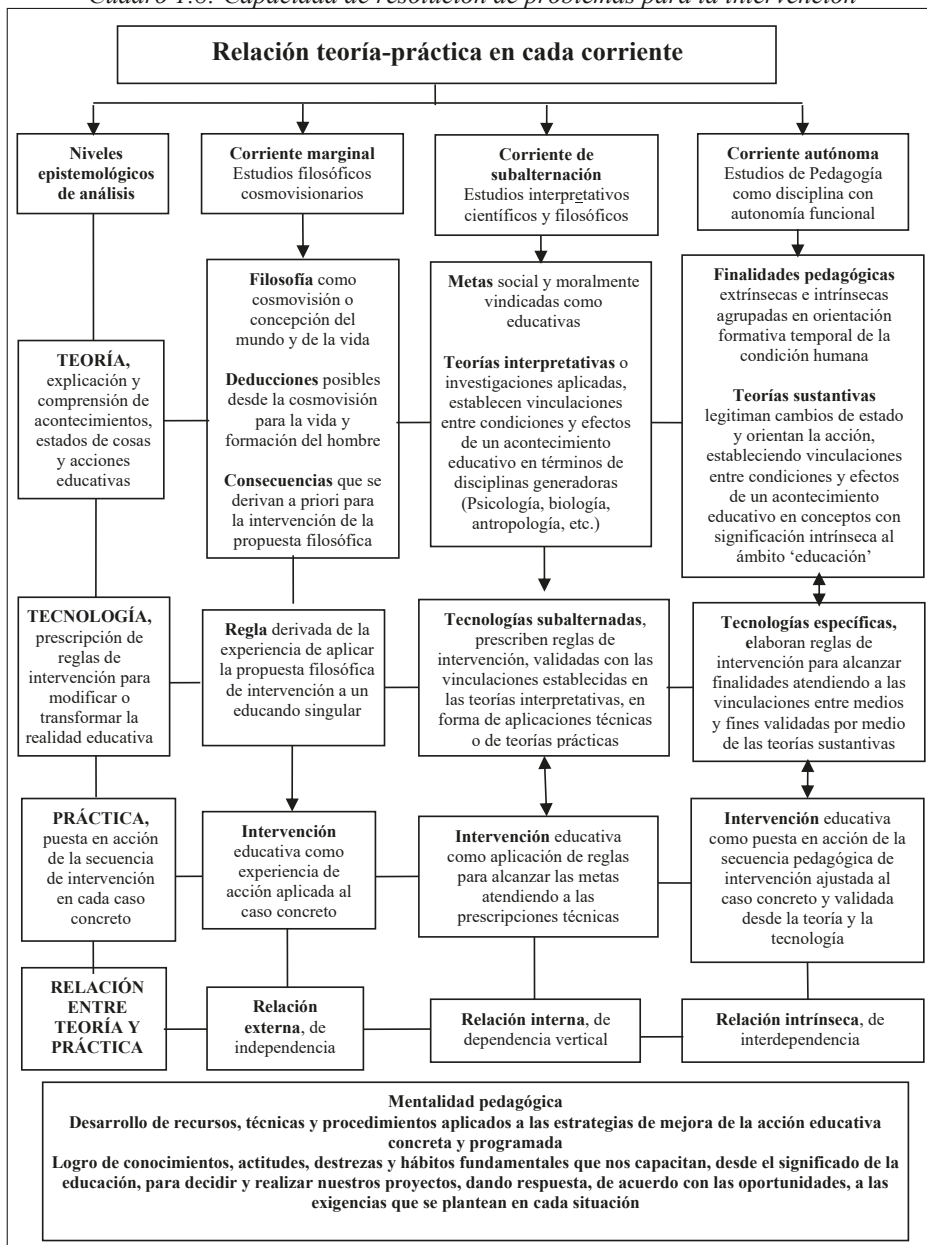 Cuadro 1.8: Capacidad de resolución de problemas para la intervención
Relación teoría-práctica en cada corriente
Niveles
epistemológicos
de análisis
Corriente marginal
Estudios filosóficos
cosmovisionarios
Corriente de
subalternación
Estudios interpretativos
científicos y filosóficos
Corriente autónoma
Estudios de Pedagogía
como disciplina con
autonomía funcional
TEORÍA,
explicación y
comprensión de
acontecimientos,
estados de cosas
y acciones
educativas
Filosofía como
cosmovisión o
concepción del
mundo y de la vida
Deducciones posibles
desde la cosmovisión
para la vida y
formación del hombre
Consecuencias que se
derivan a priori para
la intervención de la
propuesta filosófica
Metas social y moralmente
vindicadas como
educativas
Teorías interpretativas o
investigaciones aplicadas,
establecen vinculaciones
entre condiciones y efectos
de un acontecimiento
educativo en términos de
disciplinas generadoras
(Psicología, biología,
antropología, etc.)
Finalidades pedagógicas
extrínsecas e intrínsecas
agrupadas en orientación
formativa temporal de la
condición humana
Teorías sustantivas
legitiman cambios de estado
y orientan la acción,
estableciendo vinculaciones
entre condiciones y efectos
de un acontecimiento
educativo en conceptos con
significación intrínseca al
ámbito ‘educación’
TECNOLOGÍA,
prescripción de
reglas de
intervención para
modificar o
transformar la
realidad educativa
Regla derivada de la
experiencia de aplicar
la propuesta filosófica
de intervención a un
educando singular
Tecnologías subalternadas,
prescriben reglas de
intervención, validadas con las
vinculaciones establecidas en
las teorías interpretativas, en
forma de aplicaciones técnicas
o de teorías prácticas
Tecnologías específicas,
elaboran reglas de
intervención para alcanzar
finalidades atendiendo a las
vinculaciones entre medios
y fines validadas por medio
de las teorías sustantivas
PRÁCTICA,
puesta en acción
de la secuencia
de intervención
en cada caso
concreto
Intervención
educativa como
experiencia de
acción aplicada al
caso concreto
Intervención educativa
como aplicación de reglas
para alcanzar las metas
atendiendo a las
prescripciones técnicas
Intervención educativa
como puesta en acción de la
secuencia pedagógica de
intervención ajustada al
caso concreto y validada
desde la teoría y la
tecnología
RELACIÓN
ENTRE
TEORÍA Y
PRÁCTICA
Relación
externa, de
independencia
Relación interna, de
dependencia vertical
Relación intrínseca, de
interdependencia
Mentalidad pedagógica
Desarrollo de recursos, técnicas y procedimientos aplicados a las estrategias de mejora de la acción educativa
concreta y programada
Logro de conocimientos, actitudes, destrezas y hábitos fundamentales que nos capacitan, desde el significado de la
educación, para decidir y realizar nuestros proyectos, dando respuesta, de acuerdo con las oportunidades, a las
exigencias que se plantean en cada situación